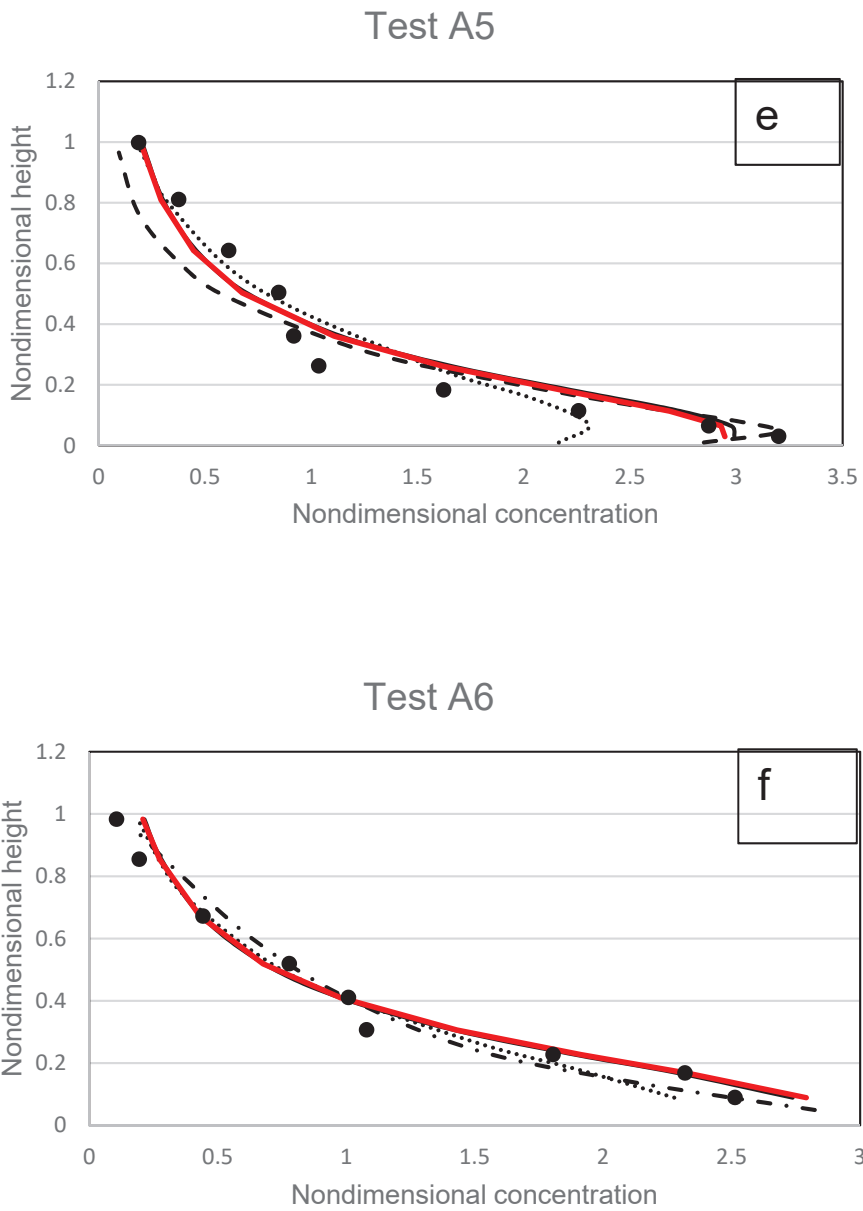 Test A5
e
1.2
1
0.8
0.6
0.4
0.2
0
Nondimensional height
0 0.5 1 1.5 2 2.5 3 3.5
Nondimensional concentration
Test A6
f
1.2
1
0.8
0.6
0.4
0.2
0
Nondimensional height
0 0.5 1 1.5 2 2.5 3
Nondimensional concentration